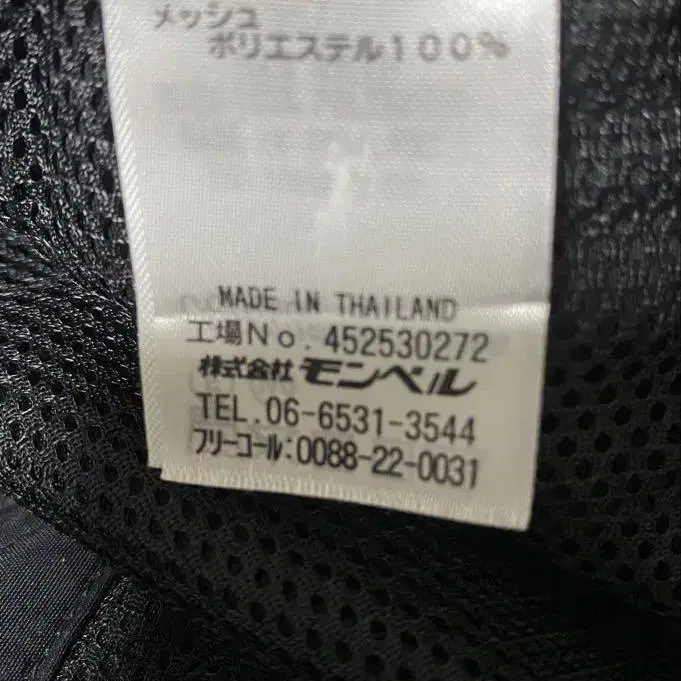 メッシュ
ポリエステル100%
MADE IN THAILAND
工場No. 452530272
株式会社 モンベル
TEL.06-6531-3544
フリーコール:0088-22-0031